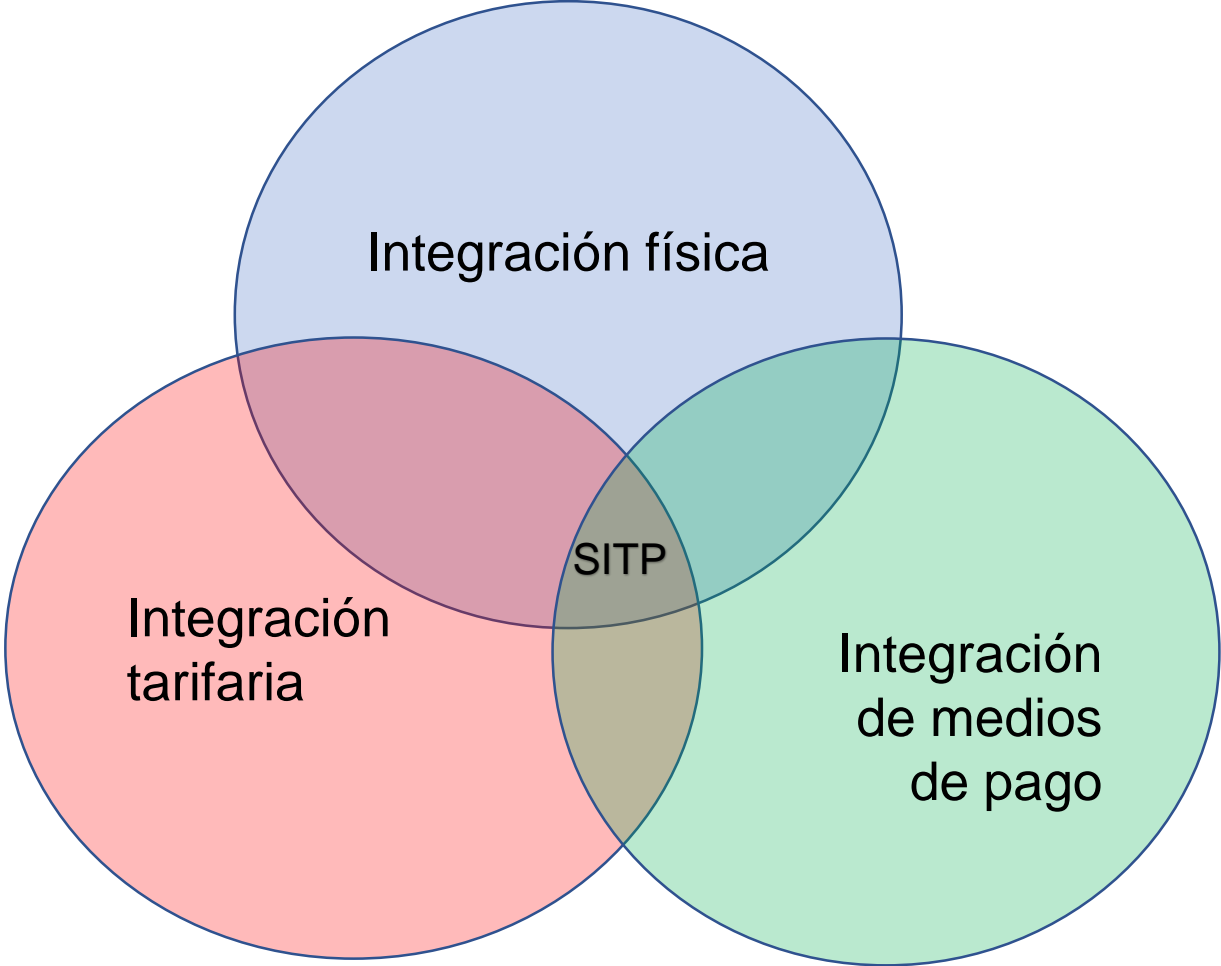 Integración física
SITP
Integración
tarifaria
Integración
de medios
de pago